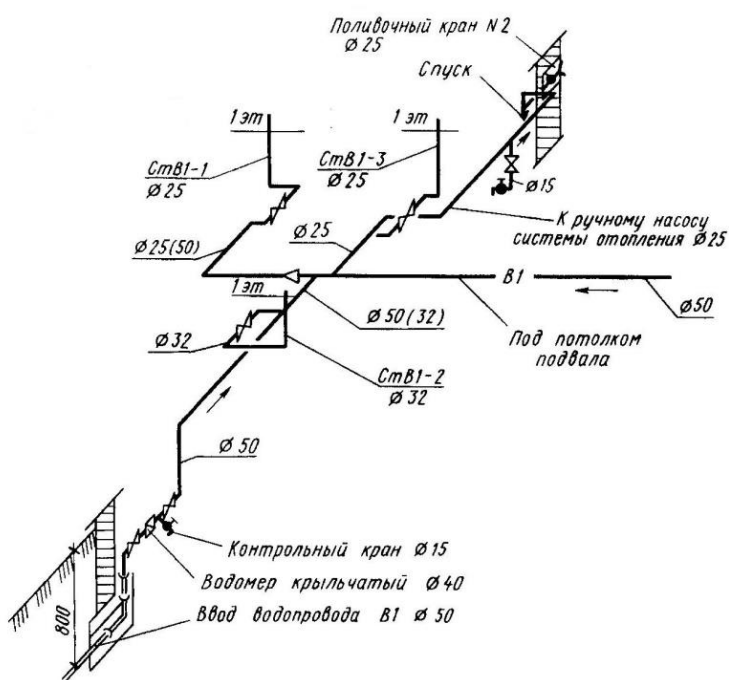 Поливочный кран N 2
Ø 25
Спуск
1 эт
1 эт
СтВ1-1
Ø 25
СтВ1-3
Ø 25
Ø 15
К ручному насосу
системы отопления Ø 25
Ø 25(50)
Ø 25
В1
1 эт
Ø 50 (32)
Ø 50
Под потолком
подвала
Ø 32
СтВ1-2
Ø 32
Ø 50
Контрольный кран Ø 15
Водомер крыльчатый Ø 40
Ввод водопровода В1 Ø 50
800